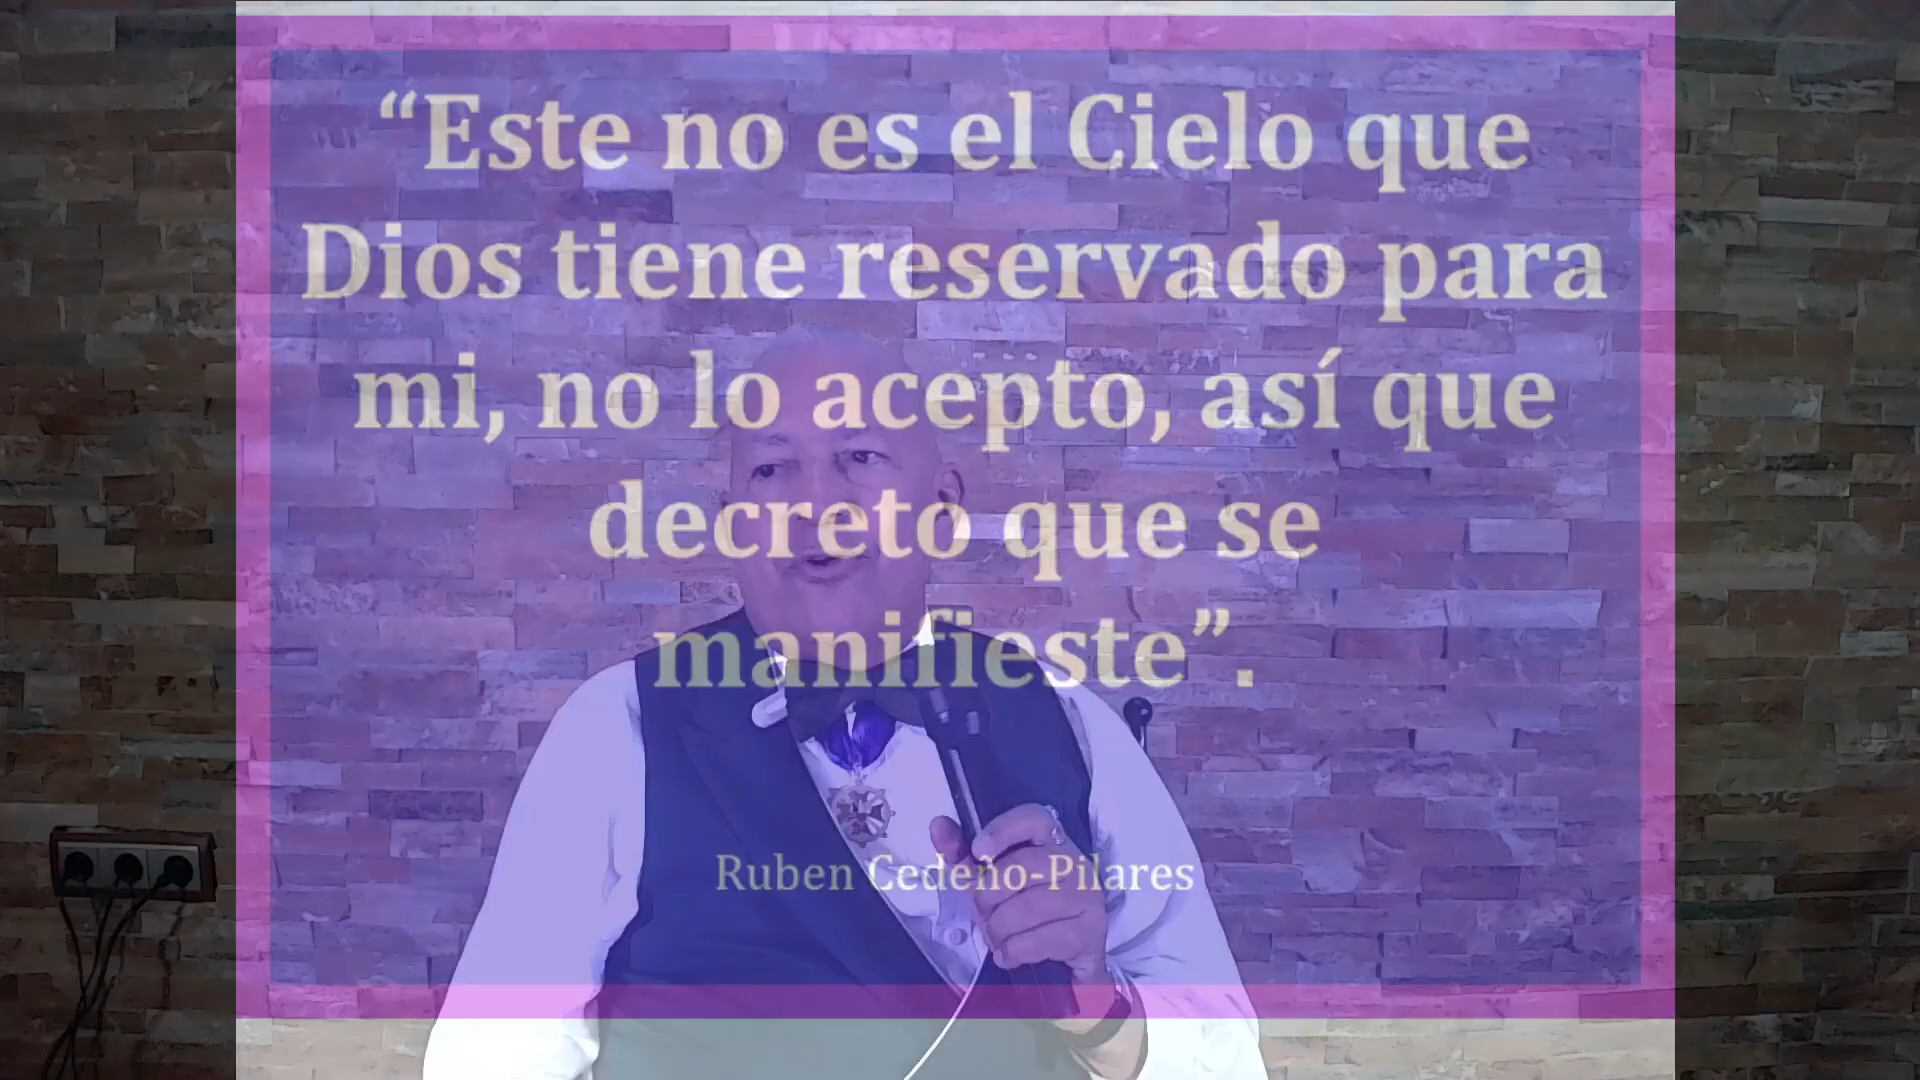 “Este no es el Cielo que
Dios tiene reservado para
mi, no lo acepto, así que
decreto que se
manifieste”.
Ruben Cedeño-Pilares